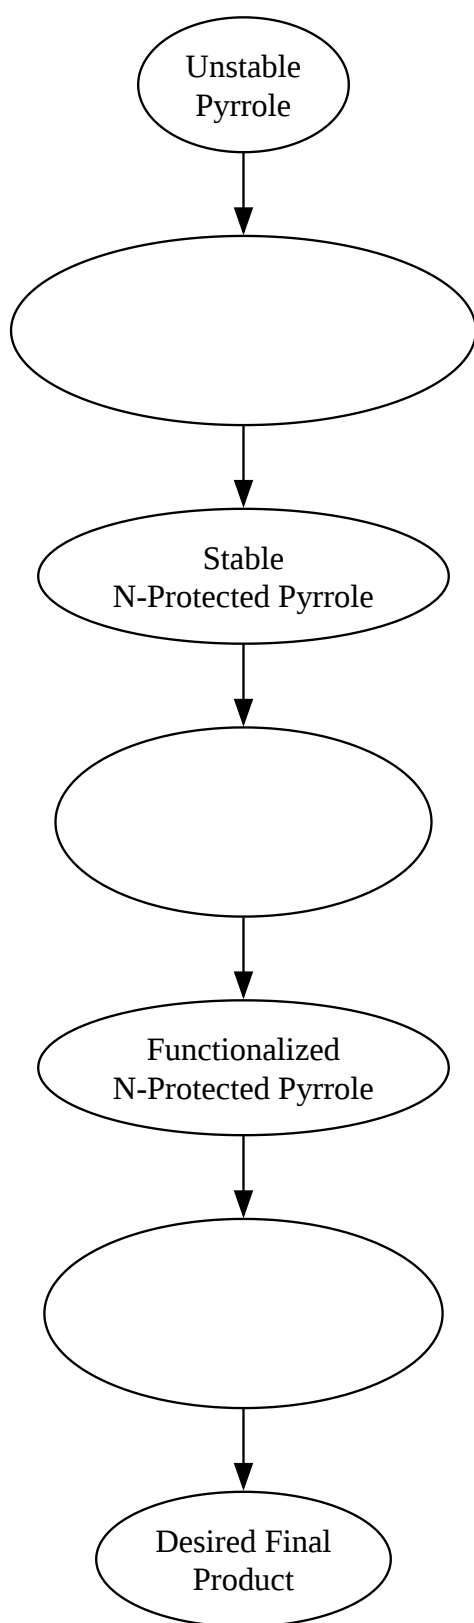 Unstable
Pyrrole
Stable
N-Protected Pyrrole
Functionalized
N-Protected Pyrrole
Desired Final
Product